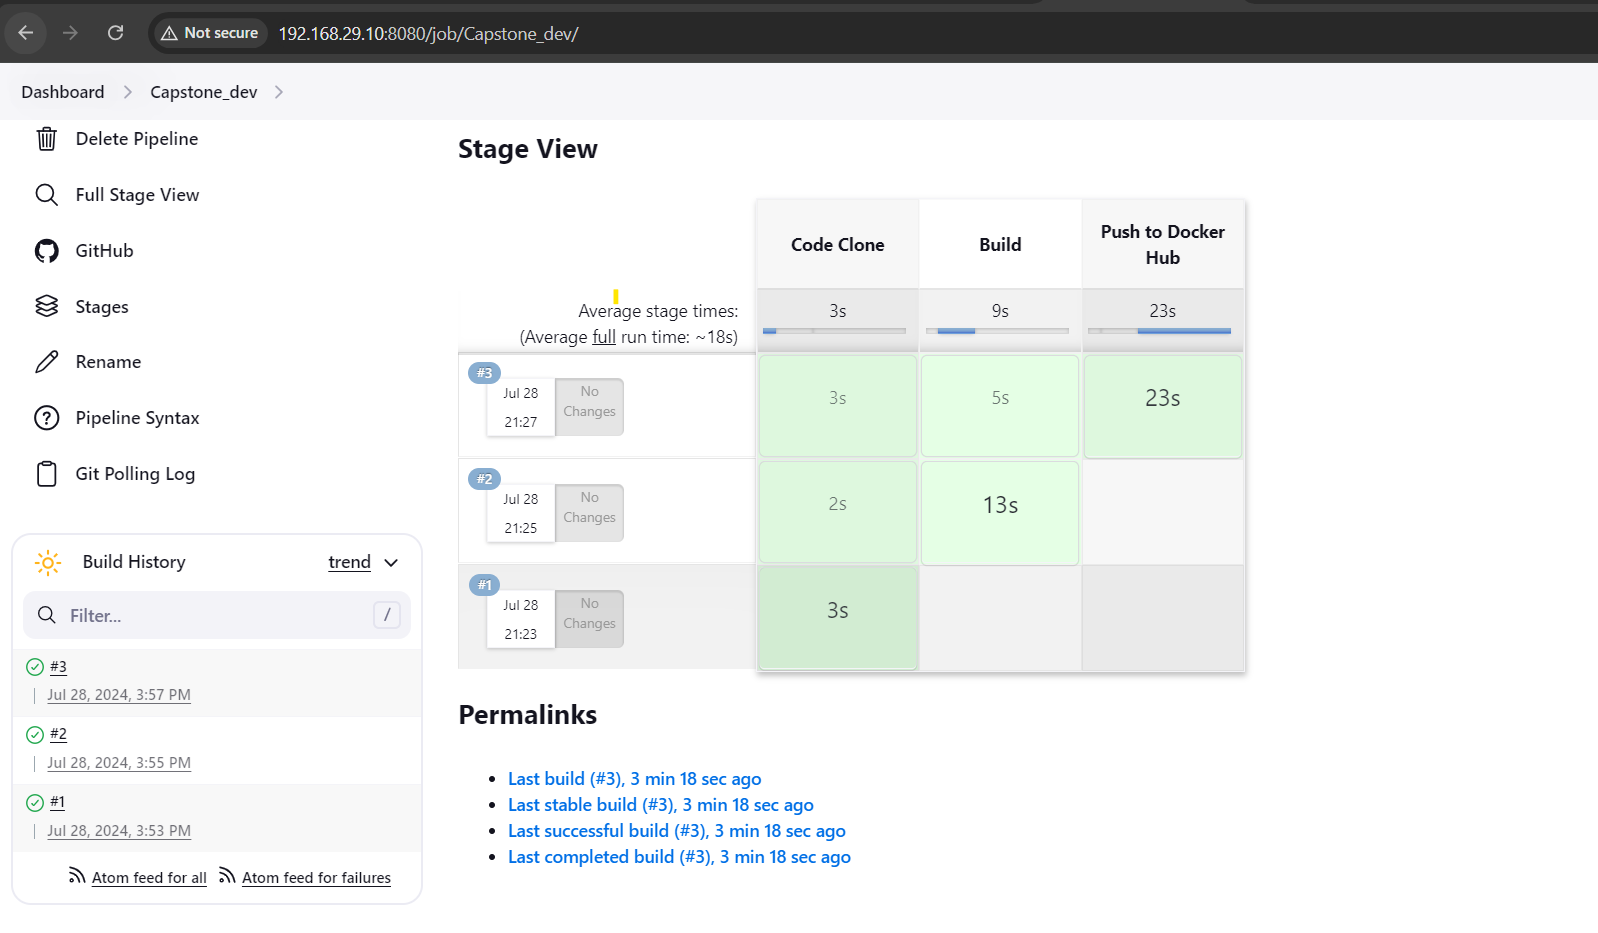 Not secure
192.168.29.10:8080/job/Capstone_dev/
Dashboard
Capstone_dev
Delete Pipeline
Full Stage View
GitHub
Stages
Rename
Pipeline Syntax
Git Polling Log
Build History
trend
Filter...
/
#3
Jul 28, 2024, 3:57 PM
#2
Jul 28, 2024, 3:55 PM
#1
Jul 28, 2024, 3:53 PM
Atom feed for all
Atom feed for failures
Stage View
Code Clone
Build
Push to Docker
Hub
Average stage times:
(Average full run time: ~18s)
3s
9s
23s
#3
Jul 28
21:27
No
Changes
3s
5s
23s
#2
Jul 28
21:25
No
Changes
2s
13s
#1
Jul 28
21:23
No
Changes
3s
Permalinks
Last build (#3), 3 min 18 sec ago
Last stable build (#3), 3 min 18 sec ago
Last successful build (#3), 3 min 18 sec ago
Last completed build (#3), 3 min 18 sec ago